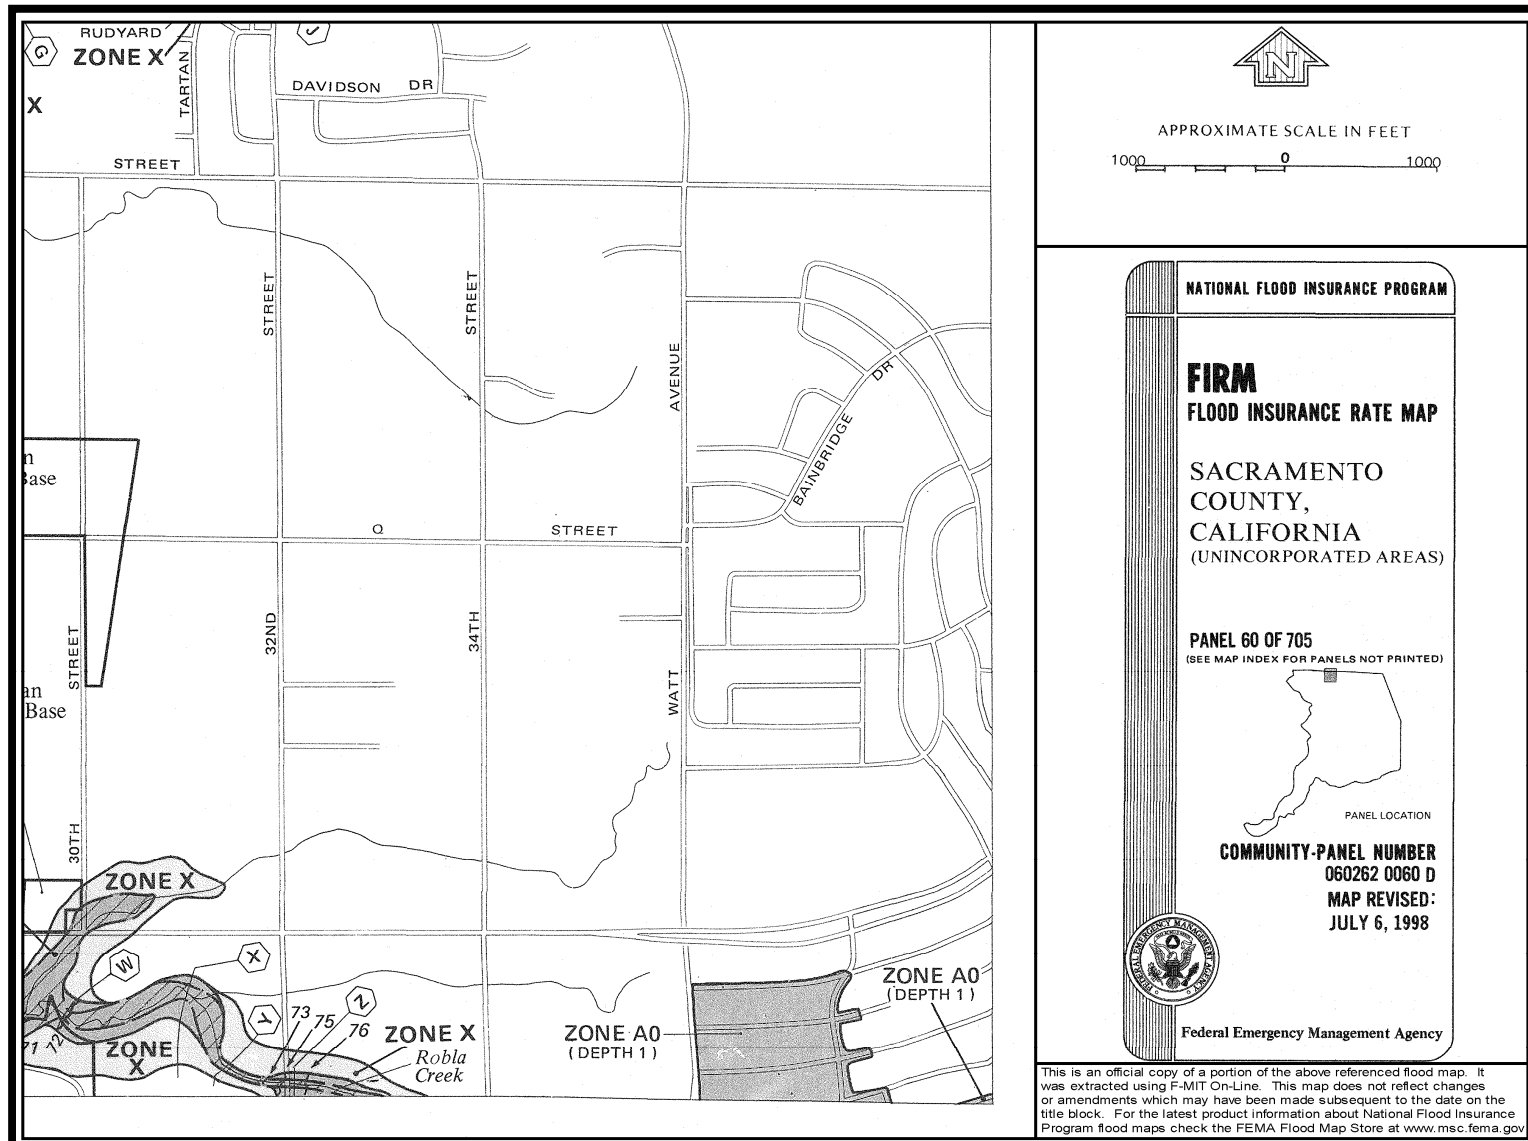 RUDYARD
ZONE X
G
J
TARTAN
DAVIDSON DR
X
STREET
STREET
STREET
AVENUE
BAINBRIDGE DR
n
Base
Q STREET
STREET
32ND
34TH
an
Base
WATT
30TH
ZONE X
W
X
Y
Z
73
75
76
71
72
ZONE
X
ZONE X
Robla
Creek
ZONE A0
(DEPTH 1)
ZONE A0
(DEPTH 1)
N
APPROXIMATE SCALE IN FEET
1000 0 1000
NATIONAL FLOOD INSURANCE PROGRAM
FIRM
FLOOD INSURANCE RATE MAP
SACRAMENTO
COUNTY,
CALIFORNIA
(UNINCORPORATED AREAS)
PANEL 60 OF 705
(SEE MAP INDEX FOR PANELS NOT PRINTED)
PANEL LOCATION
COMMUNITY-PANEL NUMBER
060262 0060 D
MAP REVISED:
JULY 6, 1998
FEDERAL EMERGENCY MANAGEMENT AGENCY
Federal Emergency Management Agency
This is an official copy of a portion of the above referenced flood map. It
was extracted using F-MIT On-Line. This map does not reflect changes
or amendments which may have been made subsequent to the date on the
title block. For the latest product information about National Flood Insurance
Program flood maps check the FEMA Flood Map Store at www.msc.fema.gov